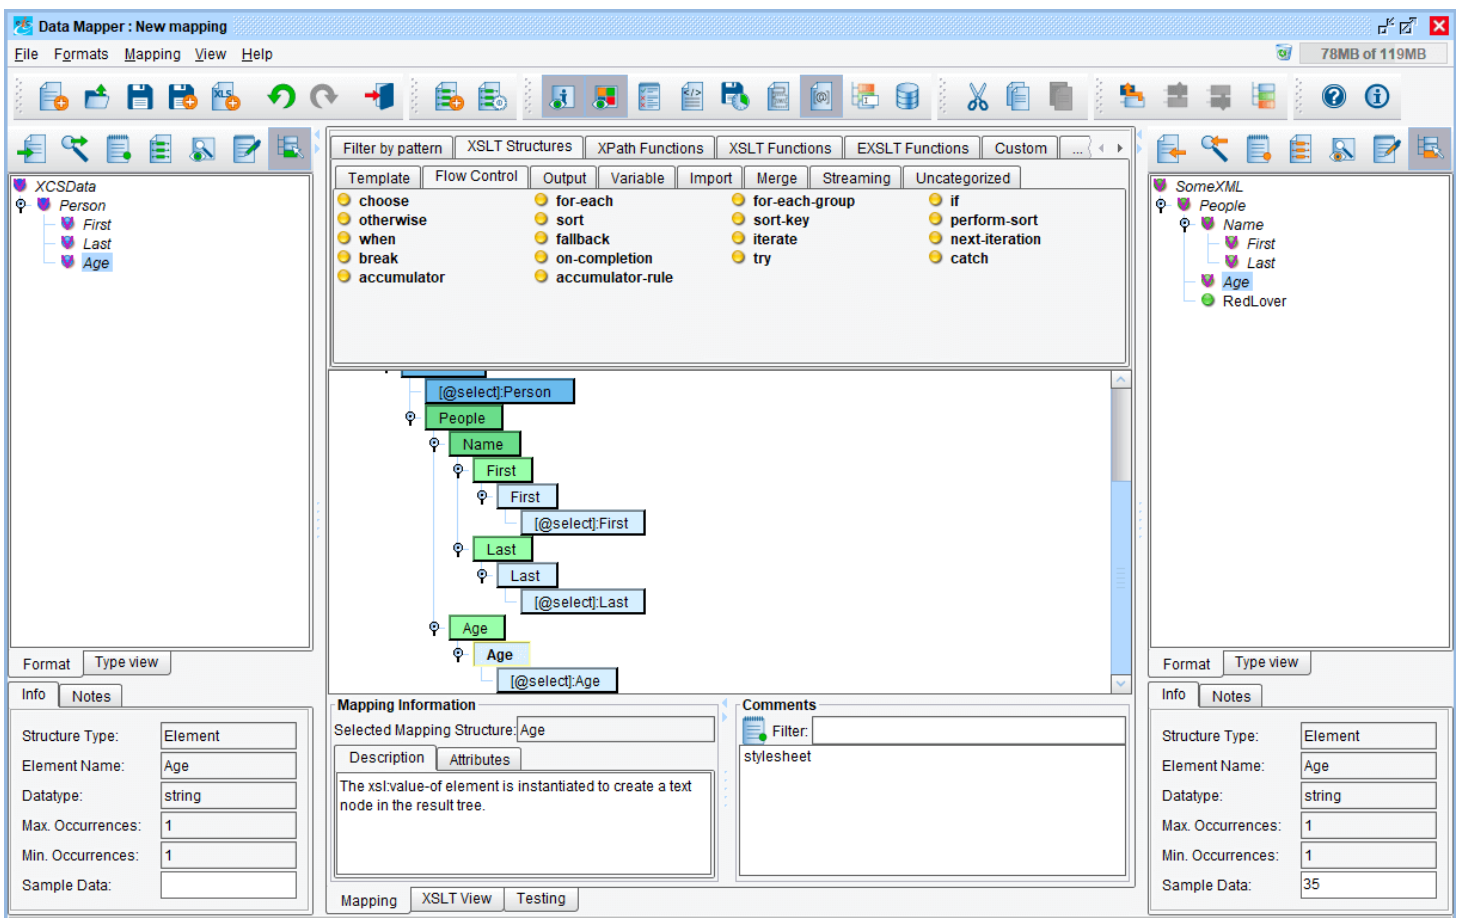 Data Mapper : New mapping
File Formats Mapping View Help
78MB of 119MB
XLS
Filter by pattern XSLT Structures XPath Functions XSLT Functions EXSLT Functions Custom ...
Template Flow Control Output Variable Import Merge Streaming Uncategorized
choose for-each for-each-group if
otherwise sort sort-key perform-sort
when fallback iterate next-iteration
break on-completion try catch
accumulator accumulator-rule
XCSData
Person
First
Last
Age
Format Type view
Info Notes
Structure Type: Element
Element Name: Age
Datatype: string
Max. Occurrences: 1
Min. Occurrences: 1
Sample Data:
[@select]:Person
People
Name
First
First
[@select]:First
Last
Last
[@select]:Last
Age
Age
[@select]:Age
Mapping Information
Selected Mapping Structure: Age
Description Attributes
The xsl:value-of element is instantiated to create a text
node in the result tree.
Comments
Filter:
stylesheet
Mapping XSLT View Testing
SomeXML
People
Name
First
Last
Age
RedLover
Format Type view
Info Notes
Structure Type: Element
Element Name: Age
Datatype: string
Max. Occurrences: 1
Min. Occurrences: 1
Sample Data: 35